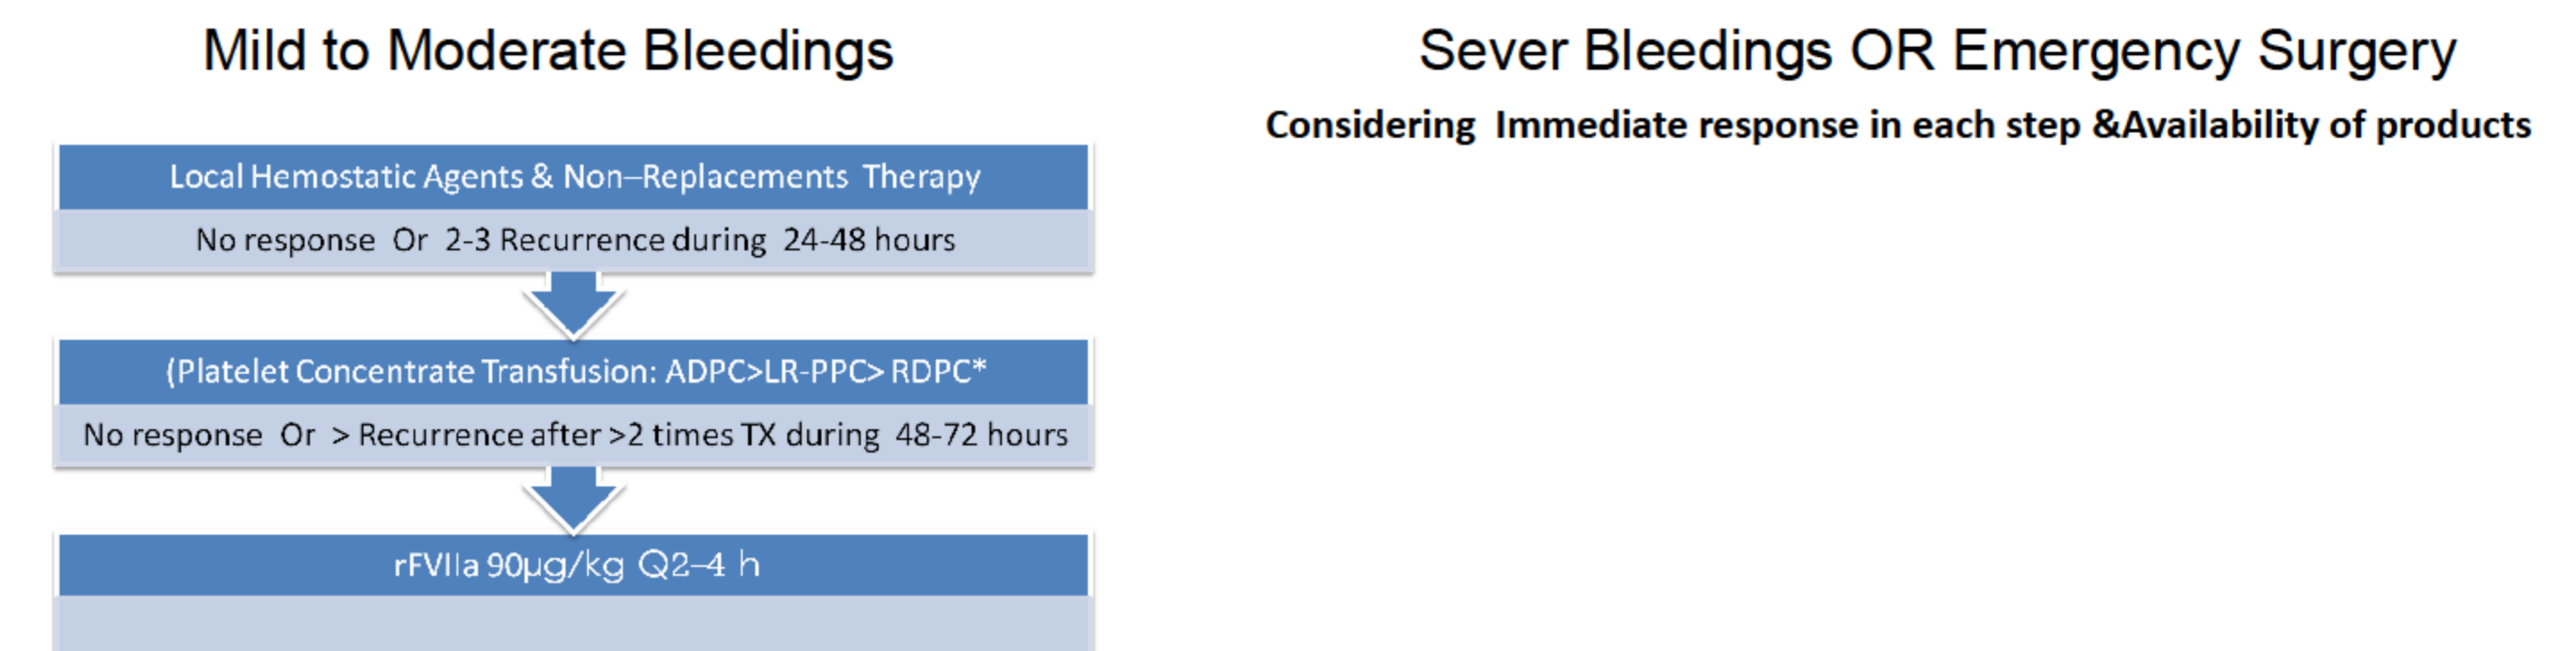 Mild to Moderate Bleedings
Sever Bleedings OR Emergency Surgery
Considering Immediate response in each step &Availability of products
Local Hemostatic Agents & Non–Replacements Therapy
No response Or 2-3 Recurrence during 24-48 hours
(Platelet Concentrate Transfusion: ADPC>LR-PPC> RDPC*
No response Or > Recurrence after >2 times TX during 48-72 hours
rFVIIa 90µg/kg Q2–4 h